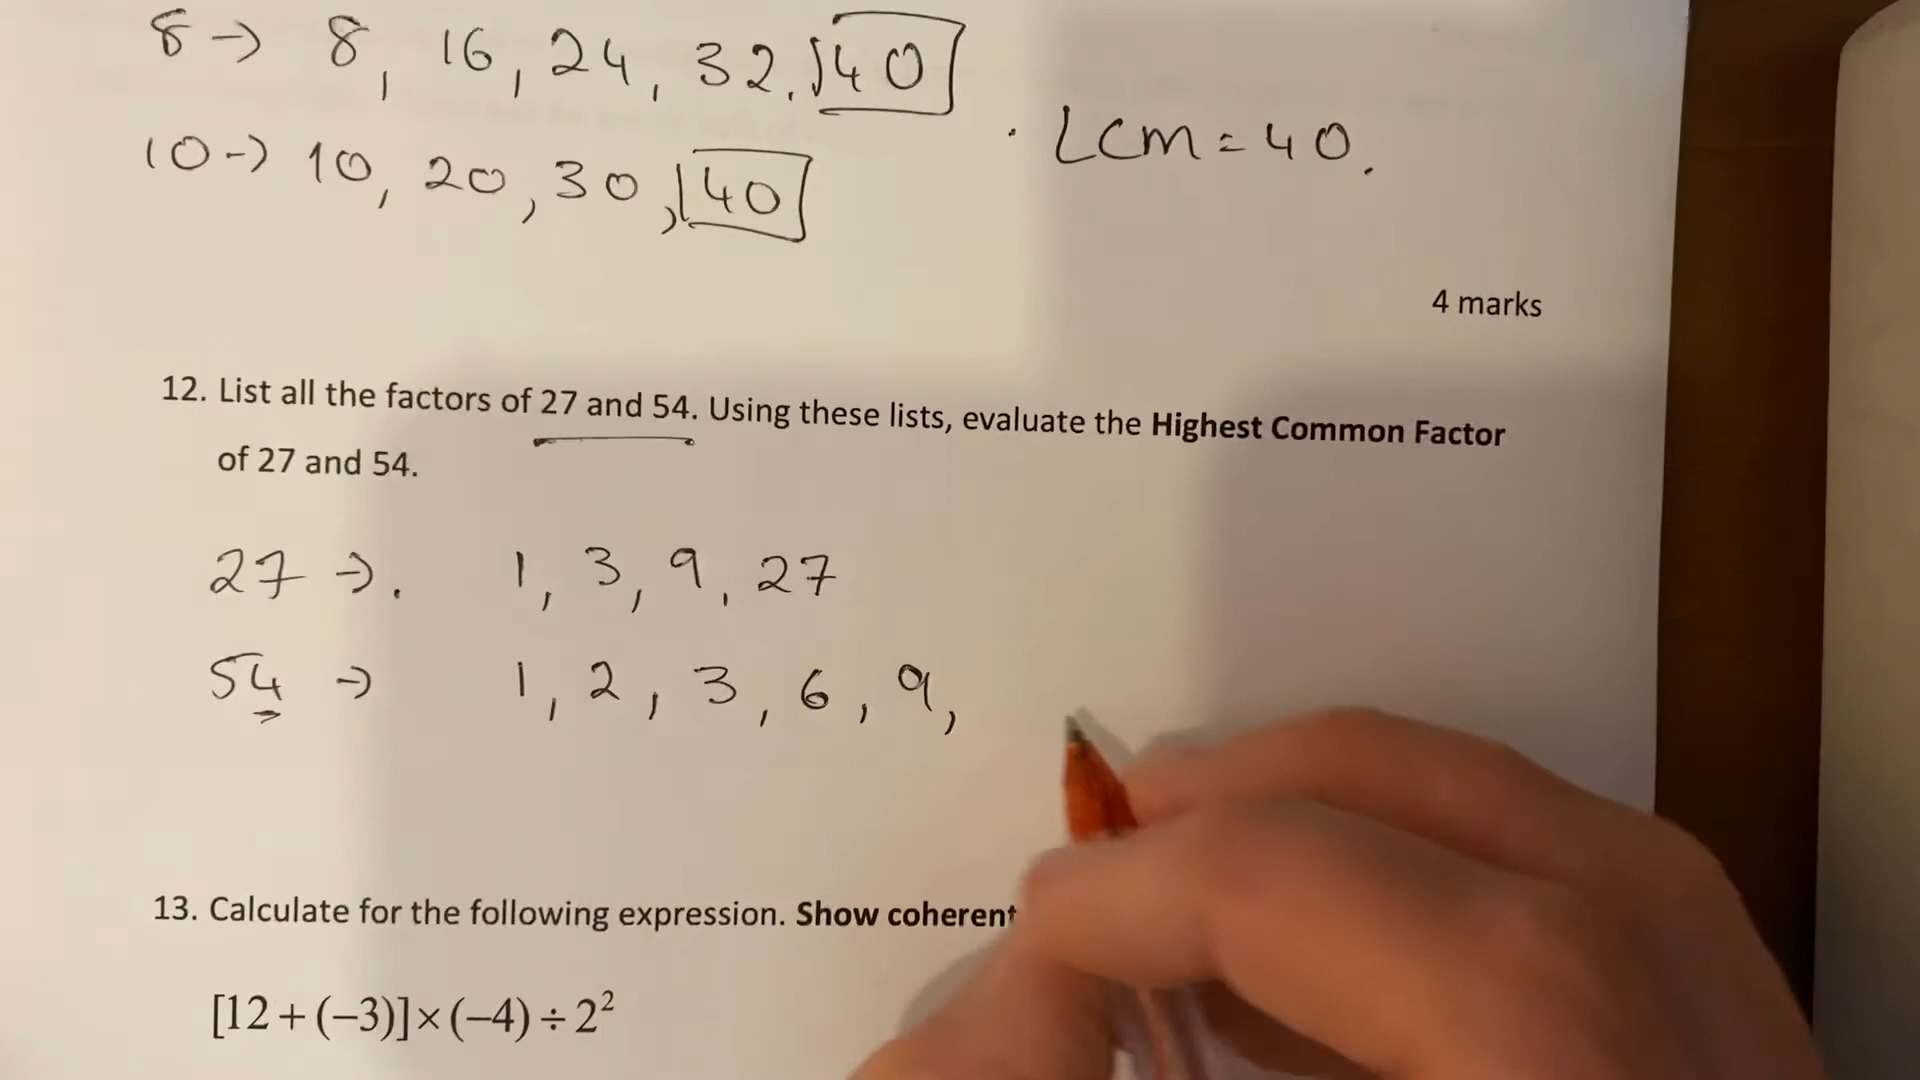 8 → 8, 16, 24, 32, 40
10 → 10, 20, 30, 40
. LCM = 40.
4 marks
12. List all the factors of 27 and 54. Using these lists, evaluate the Highest Common Factor
of 27 and 54.
27 → . 1, 3, 9, 27
54 → 1, 2, 3, 6, 9,
13. Calculate for the following expression. Show coherent
[12 + (−3)] × (−4) ÷ 2²